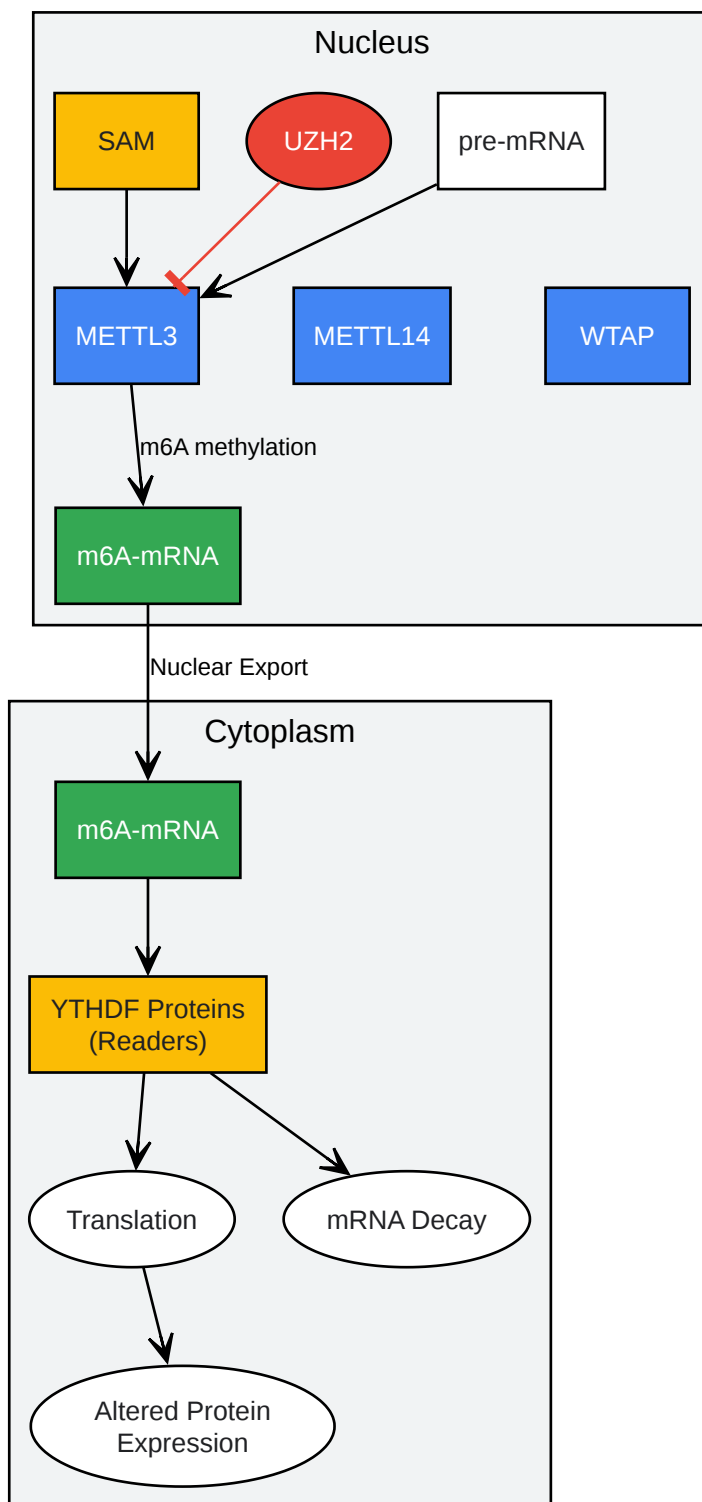 Nucleus
SAM
UZH2
pre-mRNA
METTL3
METTL14
WTAP
m6A methylation
m6A-mRNA
Nuclear Export
Cytoplasm
m6A-mRNA
YTHDF Proteins
(Readers)
Translation
mRNA Decay
Altered Protein
Expression